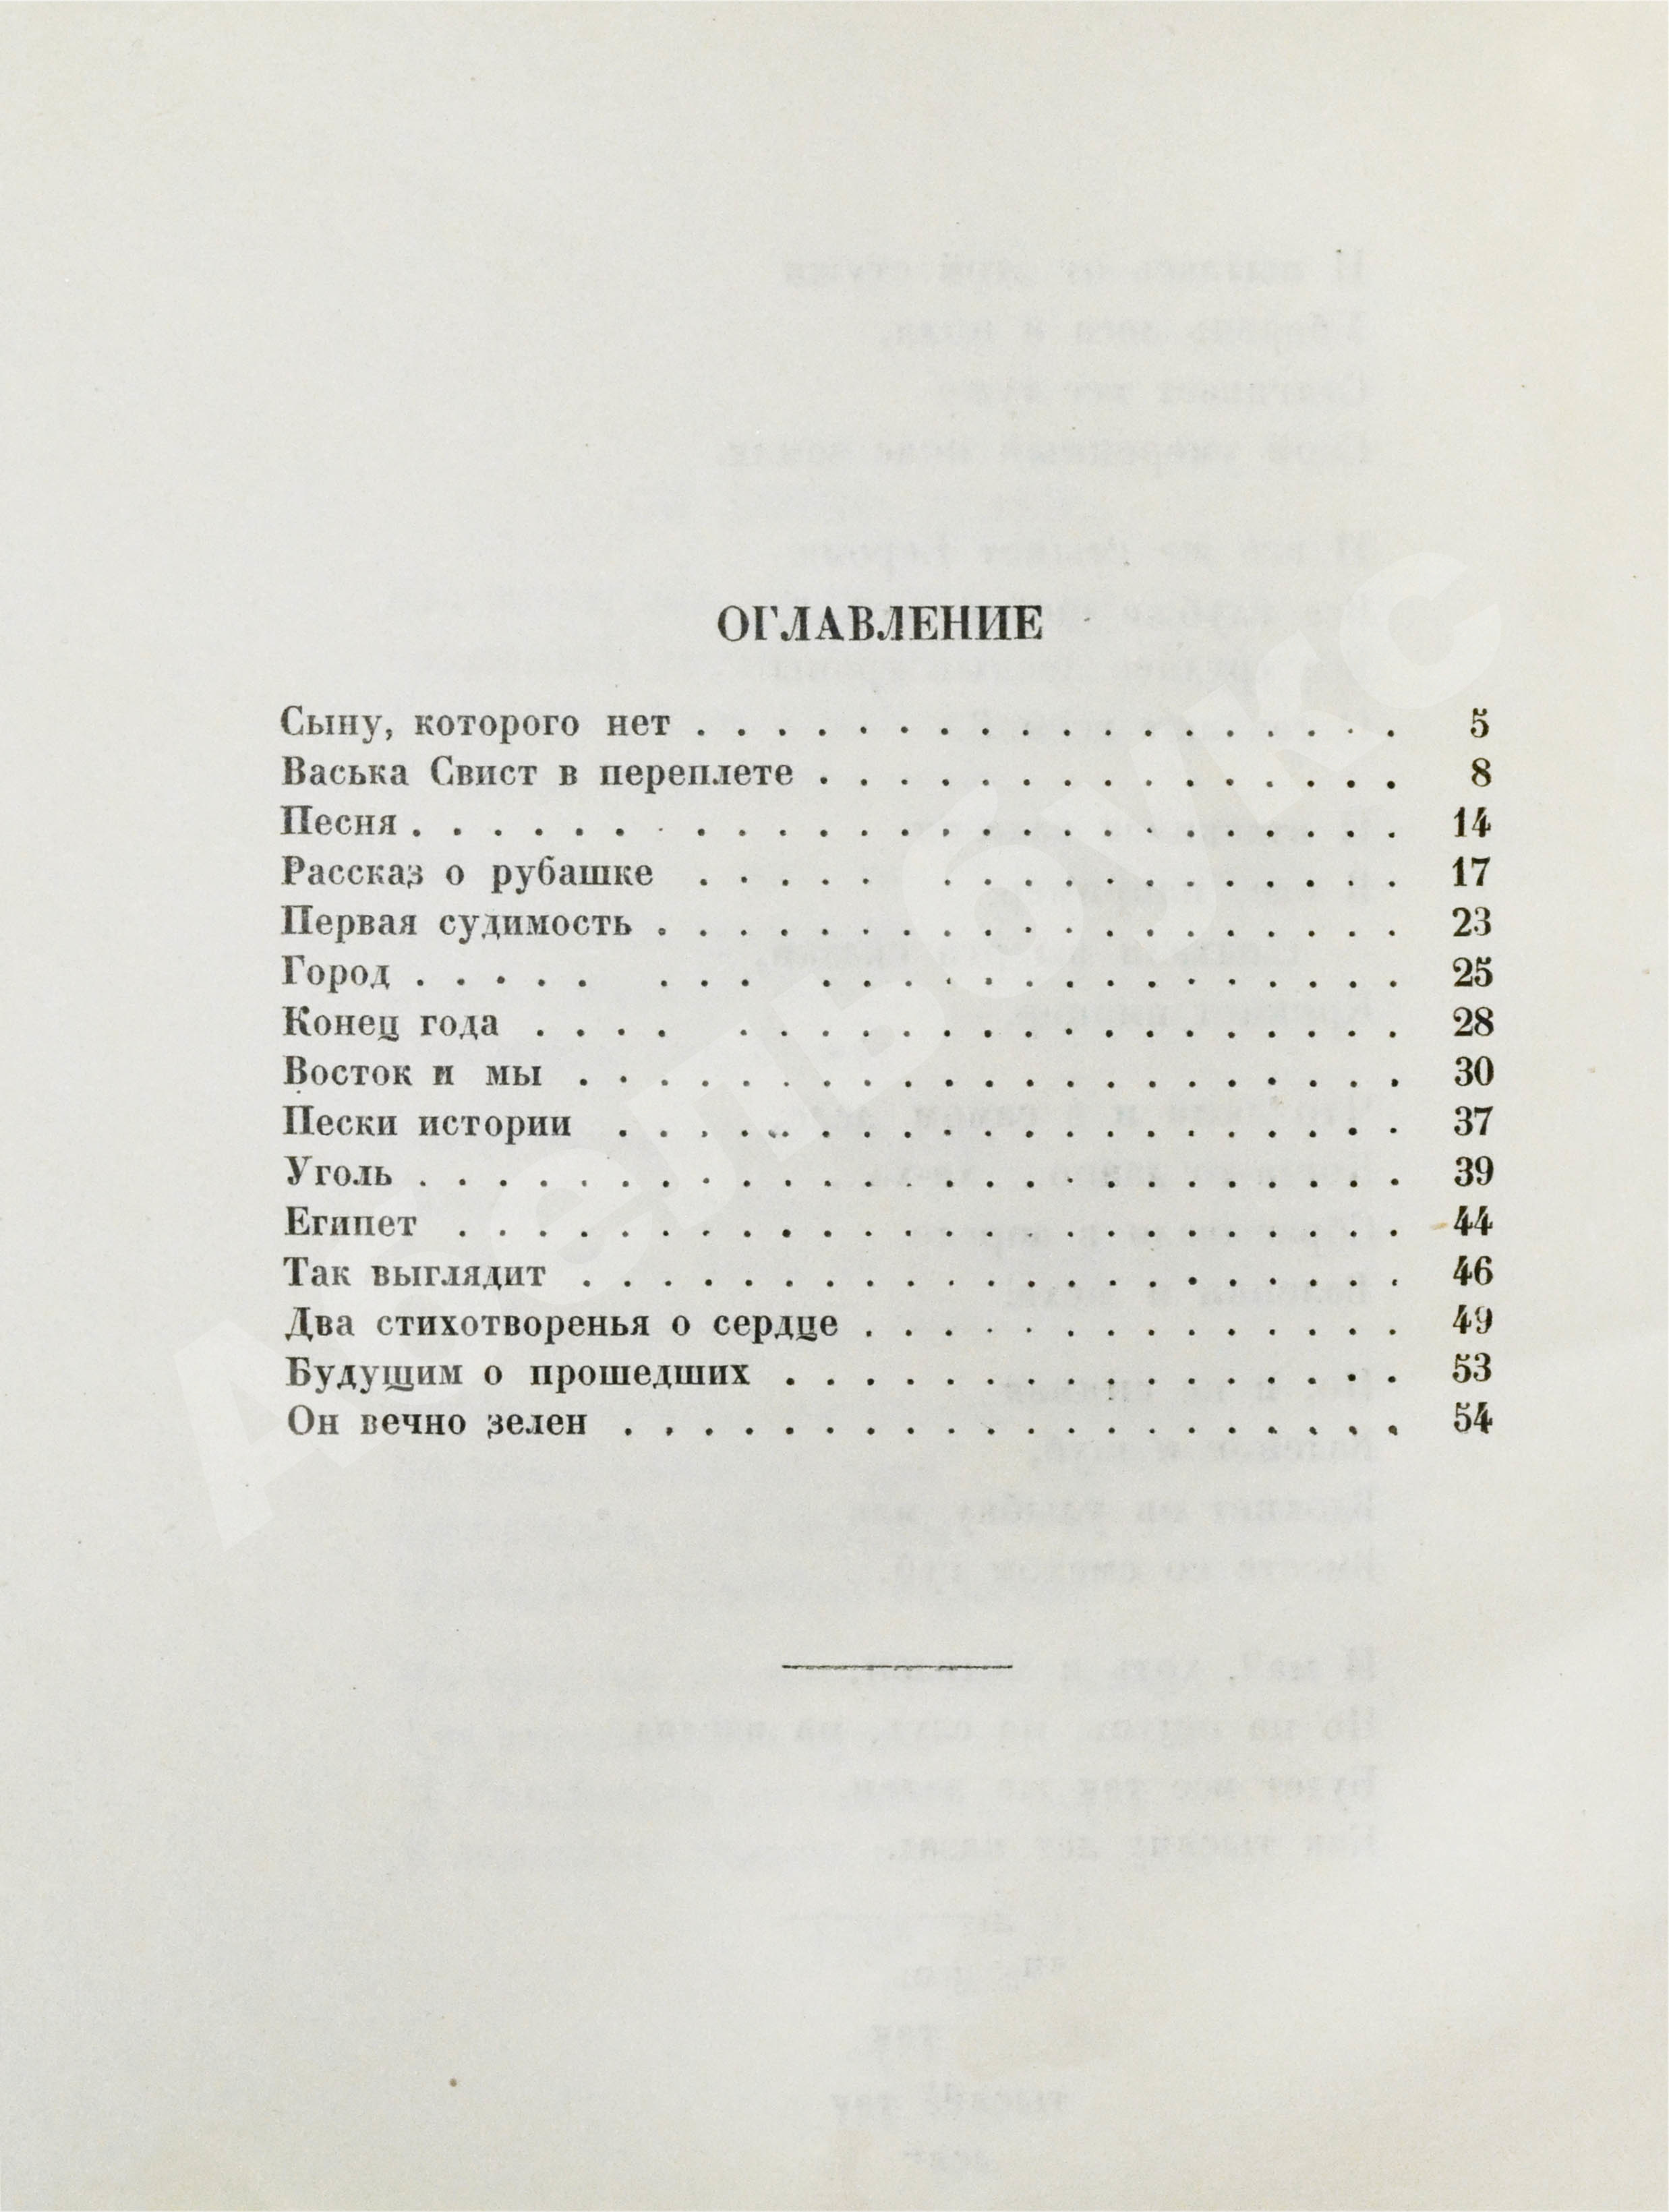 ОГЛАВЛЕНИЕ
Сыну, которого нет . . . . . . . . . . . . . . . . . . 5
Васька Свист в переплете . . . . . . . . . . . . . . . 8
Песня . . . . . . . . . . . . . . . . . . . . . . . . 14
Рассказ о рубашке . . . . . . . . . . . . . . . . . 17
Первая судимость . . . . . . . . . . . . . . . . . . . 23
Город . . . . . . . . . . . . . . . . . . . . . . . 25
Конец года . . . . . . . . . . . . . . . . . . . . . 28
Восток и мы . . . . . . . . . . . . . . . . . . . . . 30
Пески истории . . . . . . . . . . . . . . . . . . . . 37
Уголь . . . . . . . . . . . . . . . . . . . . . . . . . 39
Египет . . . . . . . . . . . . . . . . . . . . . . . . 44
Так выглядит . . . . . . . . . . . . . . . . . . . . . 46
Два стихотворенья о сердце . . . . . . . . . . . . . . 49
Будущим о прошедших . . . . . . . . . . . . . . . . 53
Он вечно зелен . . . . . . . . . . . . . . . . . . . . 54